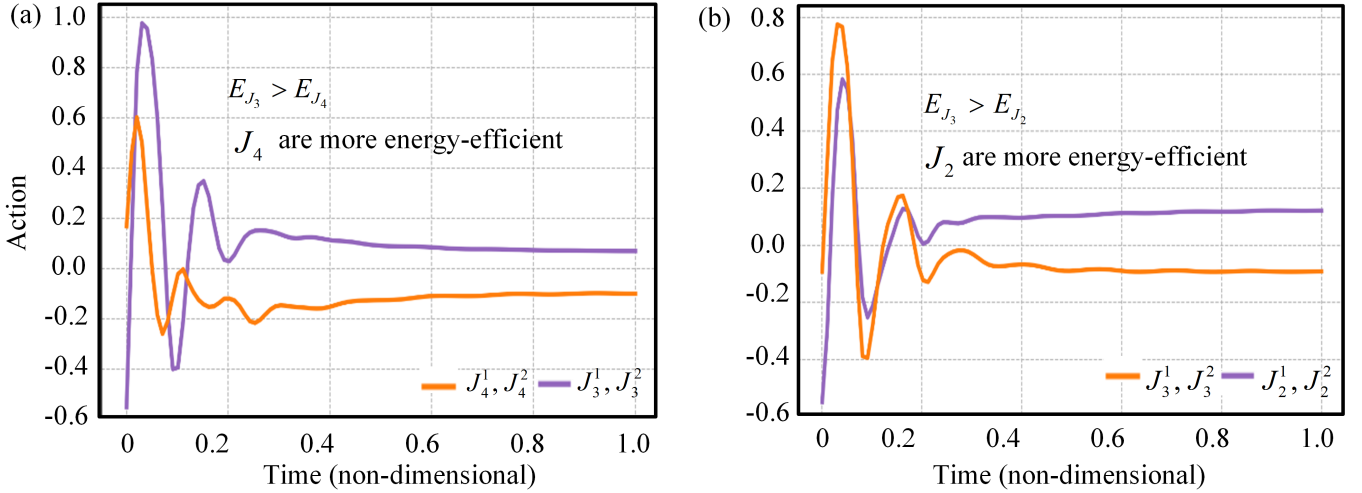 (a)
1.0
0.8
0.6
0.4
0.2
0.0
-0.2
-0.4
-0.6
Action
E_{J_3} > E_{J_4}
J_4 are more energy-efficient
J_4^1, J_4^2 J_3^1, J_3^2
0 0.2 0.4 0.6 0.8 1.0
Time (non-dimensional)
(b)
0.8
0.6
0.4
0.2
0.0
-0.2
-0.4
-0.6
E_{J_3} > E_{J_2}
J_2 are more energy-efficient
J_3^1, J_3^2 J_2^1, J_2^2
0 0.2 0.4 0.6 0.8 1.0
Time (non-dimensional)